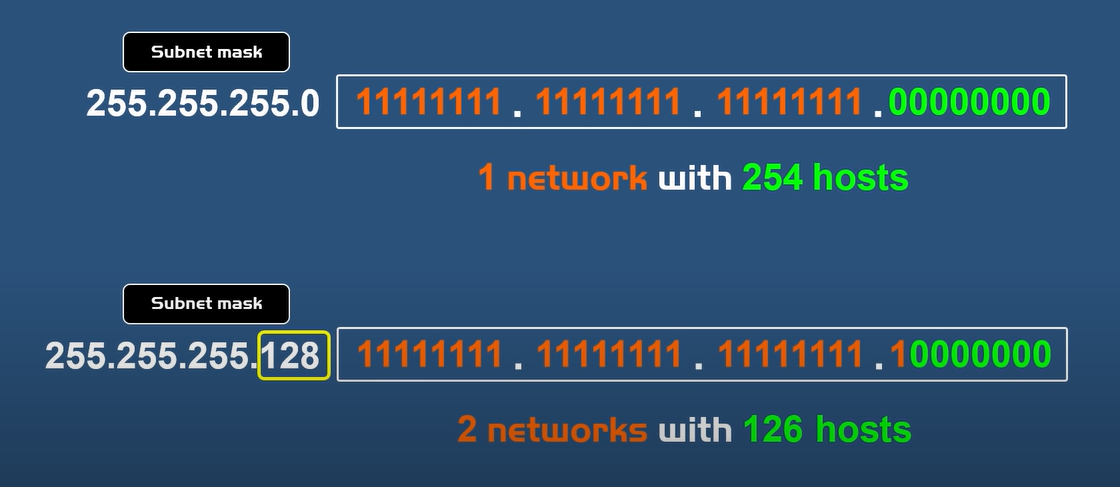 Subnet mask
255.255.255.0 11111111 . 11111111 . 11111111 . 00000000
1 network with 254 hosts
Subnet mask
255.255.255.128 11111111 . 11111111 . 11111111 . 10000000
2 networks with 126 hosts